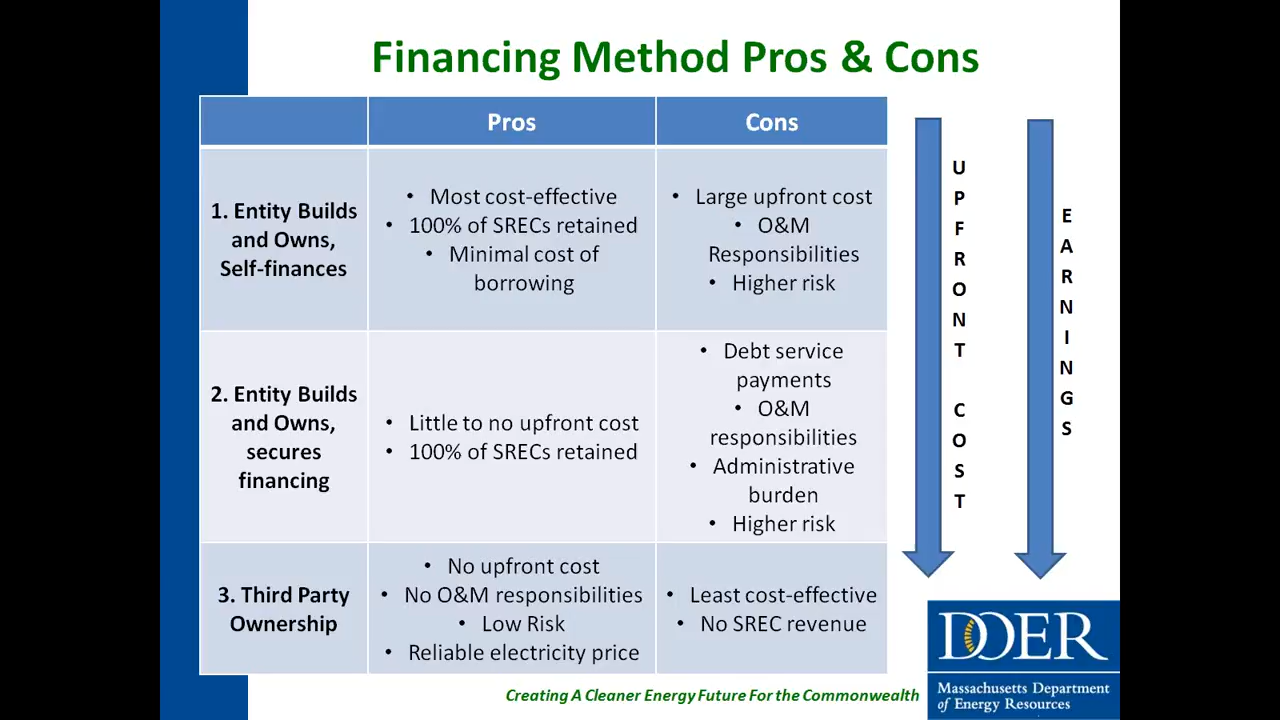 Financing Method Pros & Cons
Pros
Cons
1. Entity Builds
and Owns,
Self-finances
• Most cost-effective
• 100% of SRECs retained
• Minimal cost of
borrowing
• Large upfront cost
• O&M
Responsibilities
• Higher risk
2. Entity Builds
and Owns,
secures
financing
• Little to no upfront cost
• 100% of SRECs retained
• Debt service
payments
• O&M
responsibilities
• Administrative
burden
• Higher risk
3. Third Party
Ownership
• No upfront cost
• No O&M responsibilities
• Low Risk
• Reliable electricity price
• Least cost-effective
• No SREC revenue
UPFRONT COST
EARNINGS
Creating A Cleaner Energy Future For the Commonwealth
DOER
Massachusetts Department
of Energy Resources